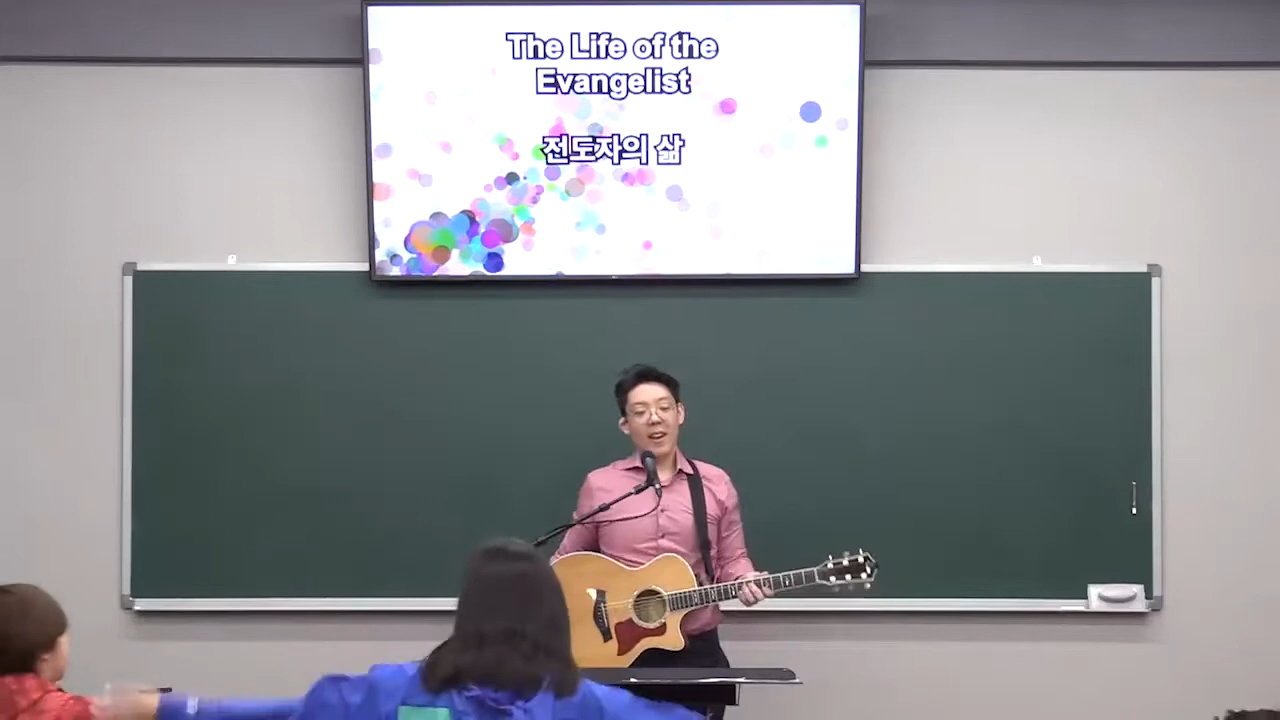 The Life of the
Evangelist
전도자의 삶